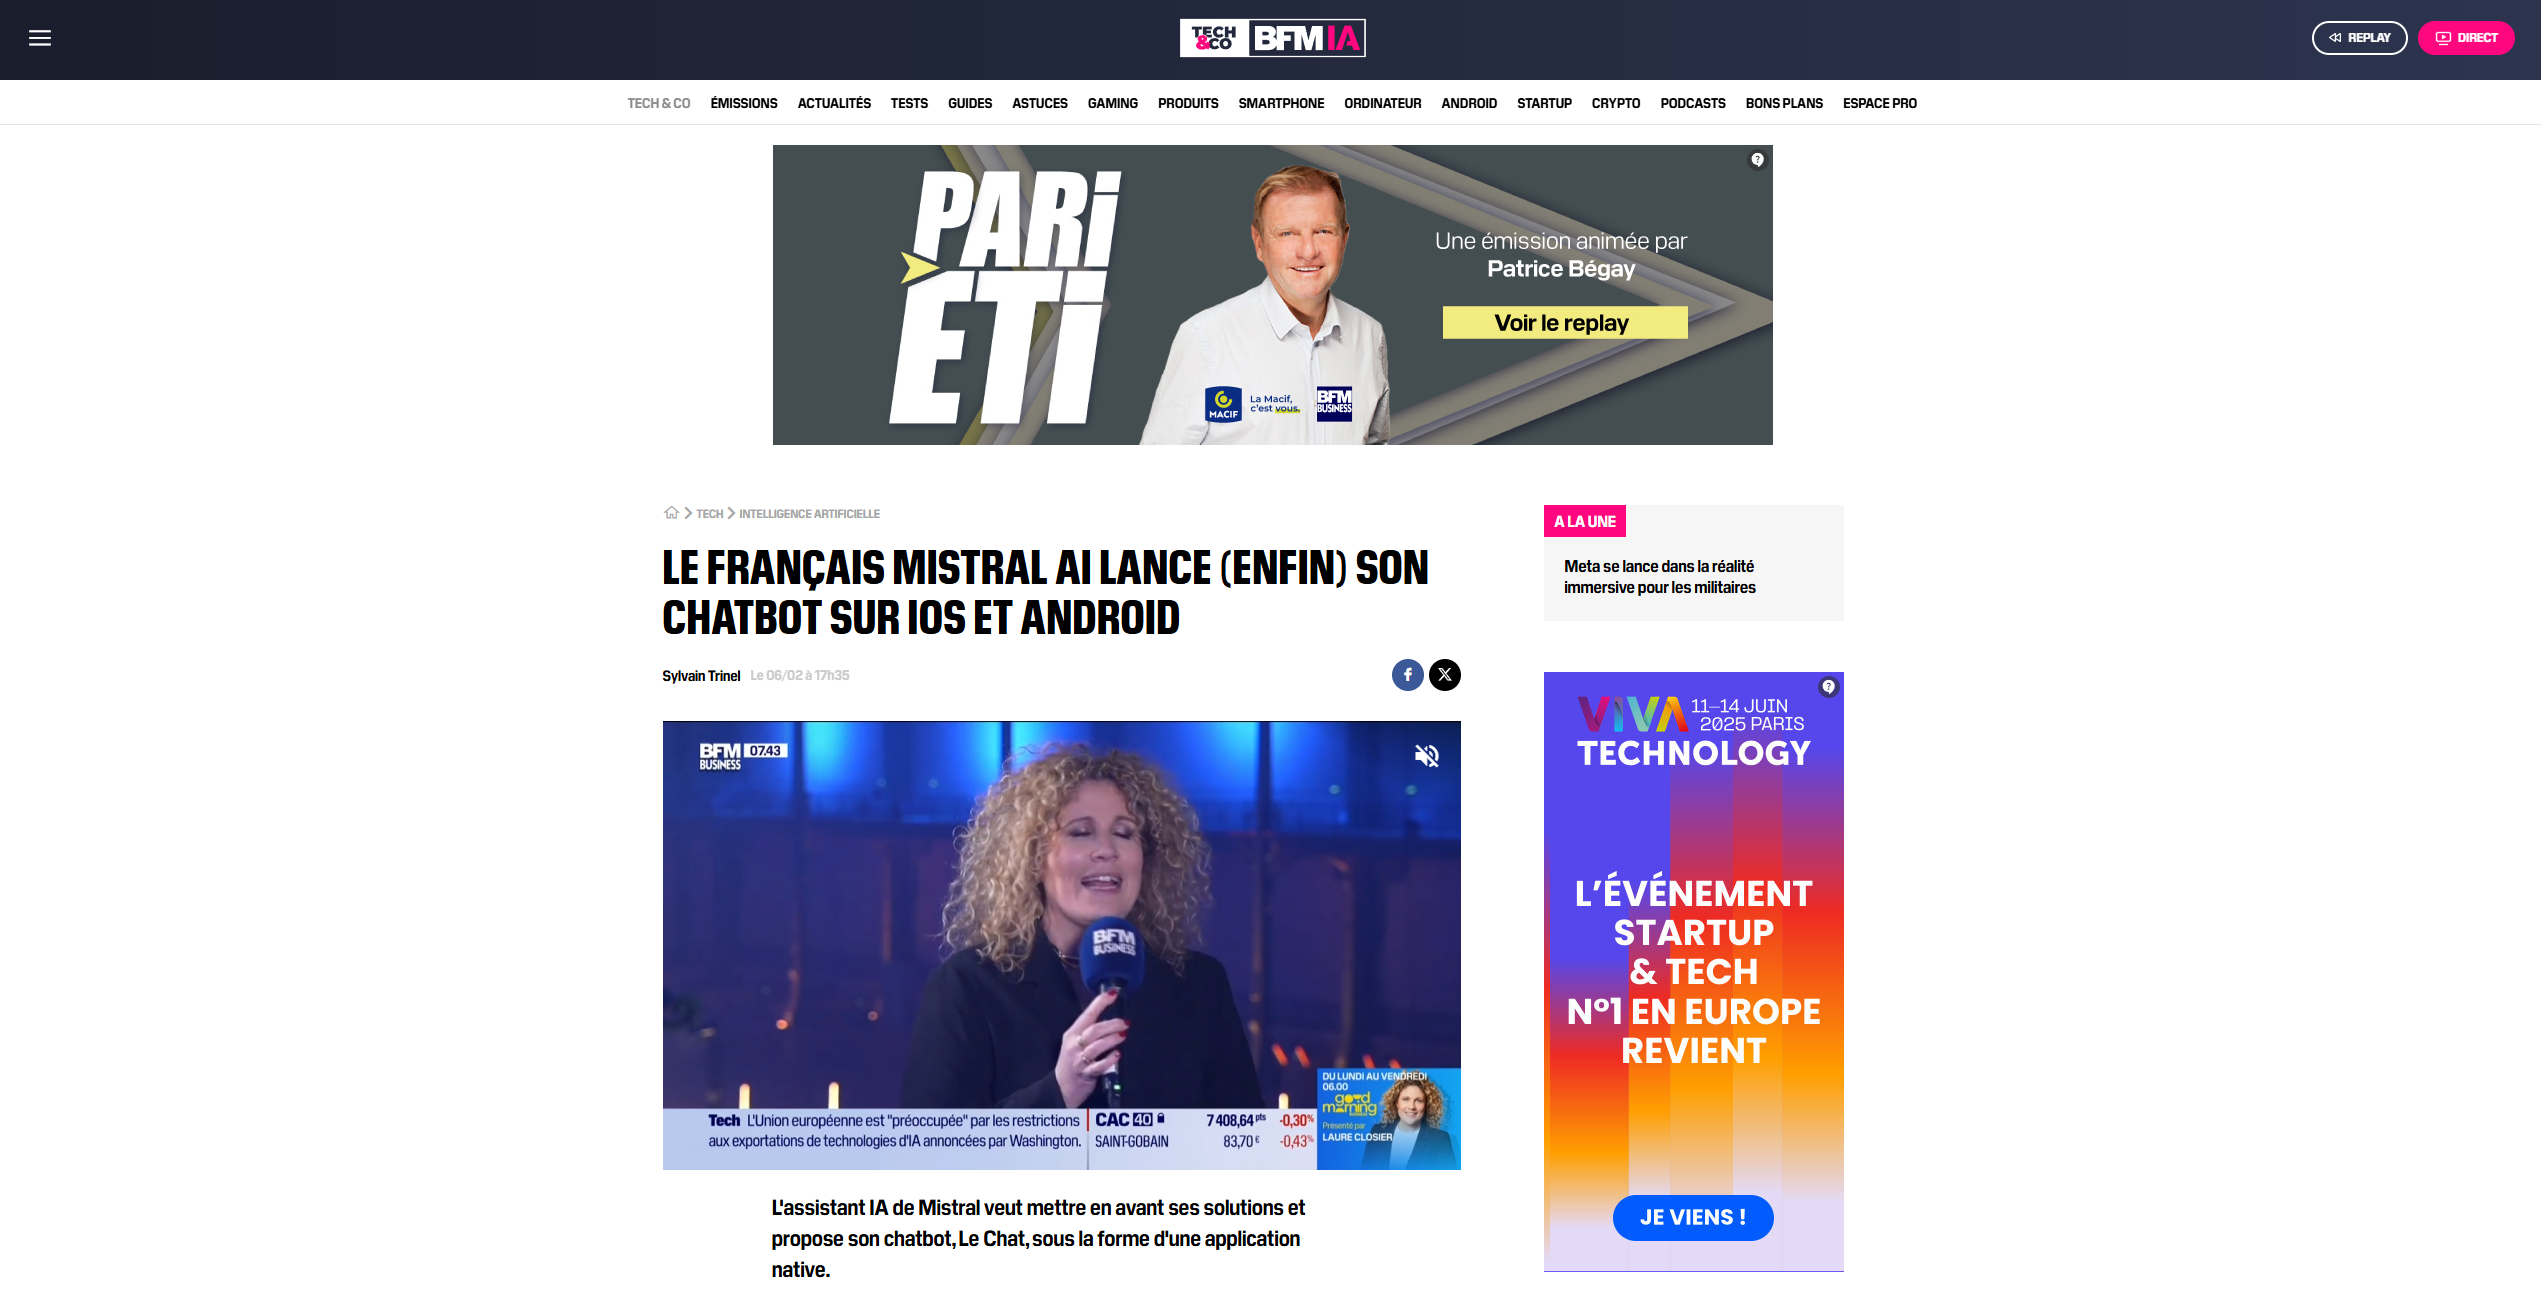 TECH &CO BFM IA
REPLAY
DIRECT
TECH & CO ÉMISSIONS ACTUALITÉS TESTS GUIDES ASTUCES GAMING PRODUITS SMARTPHONE ORDINATEUR ANDROID STARTUP CRYPTO PODCASTS BONS PLANS ESPACE PRO
PARi
ETi
Une émission animée par
Patrice Bégay
Voir le replay
MACIF
La Macif,
c'est vous.
BFM
BUSINESS
TECH INTELLIGENCE ARTIFICIELLE
LE FRANÇAIS MISTRAL AI LANCE (ENFIN) SON
CHATBOT SUR IOS ET ANDROID
Sylvain Trinel Le 06/02 à 17h35
BFM 07.43
BUSINESS
BFM
BUSINESS
DU LUNDI AU VENDREDI
06.00
good
morning
Présenté par
LAURE CLOSIER
Tech L'Union européenne est "préoccupée" par les restrictions
aux exportations de technologies d'IA annoncées par Washington.
CAC 40 7 408,64 pts -0,30%
SAINT-GOBAIN 83,70 € -0,43%
L'assistant IA de Mistral veut mettre en avant ses solutions et
propose son chatbot, Le Chat, sous la forme d'une application
native.
A LA UNE
Meta se lance dans la réalité
immersive pour les militaires
VIVA 11–14 JUIN
2025 PARIS
TECHNOLOGY
L'ÉVÉNEMENT
STARTUP
& TECH
N°1 EN EUROPE
REVIENT
JE VIENS !